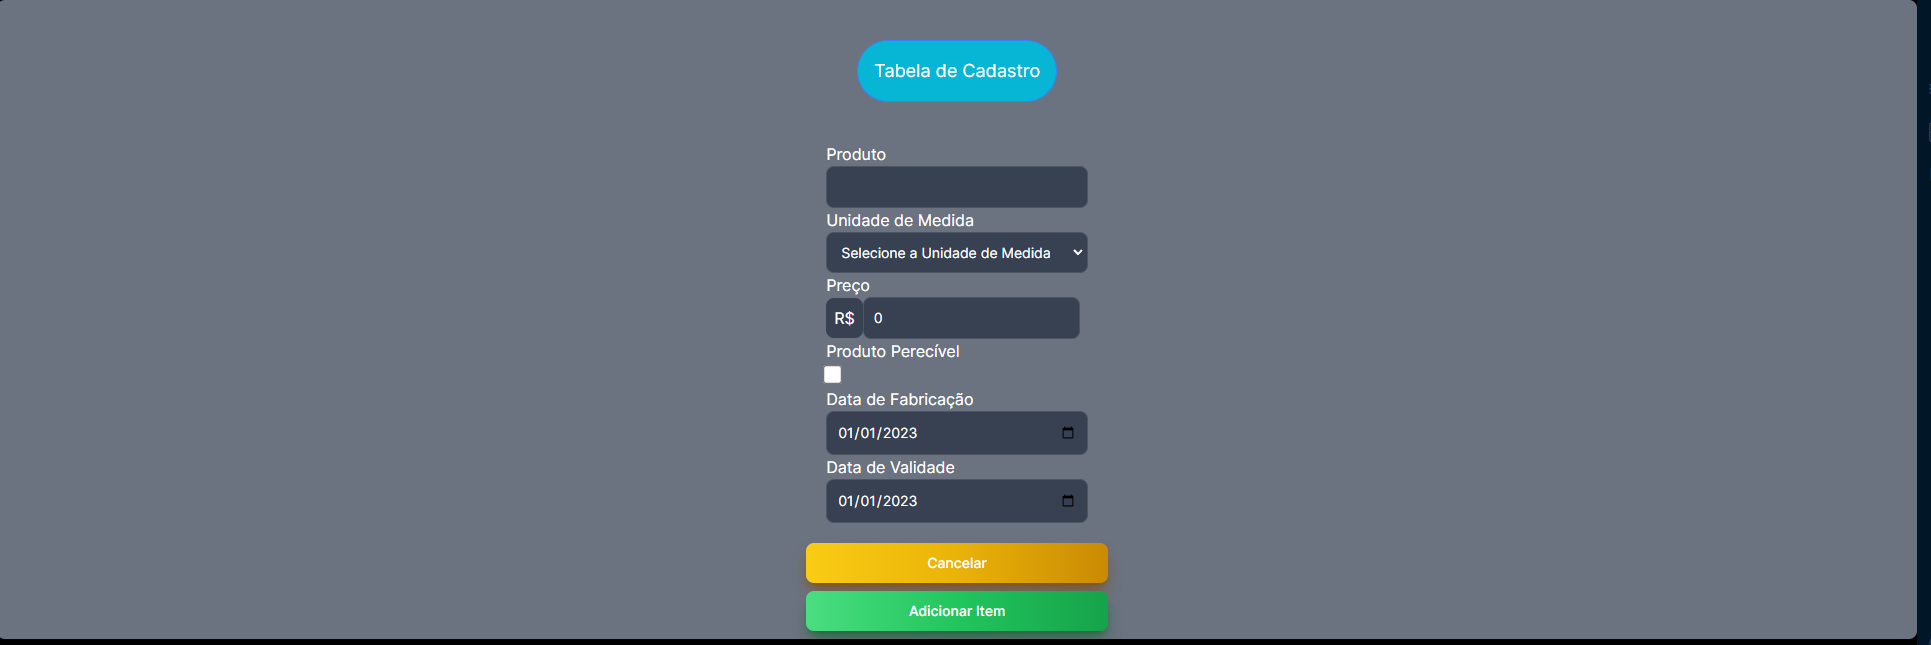 Tabela de Cadastro
Produto
Unidade de Medida
Selecione a Unidade de Medida
Preço
R$ 0
Produto Perecível
Data de Fabricação
01/01/2023
Data de Validade
01/01/2023
Cancelar
Adicionar Item